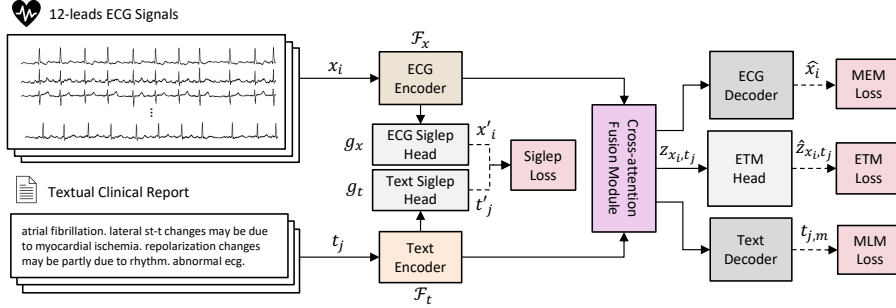 12-leads ECG Signals
⋮
Textual Clinical Report
atrial fibrillation. lateral st-t changes may be due
to myocardial ischemia. repolarization changes
may be partly due to rhythm. abnormal ecg.
x_i
t_j
ℱ_x
ECG
Encoder
g_x
ECG Siglep
Head
x'_i
g_t
Text Siglep
Head
t'_j
Text
Encoder
ℱ_t
Siglep
Loss
Cross-attention
Fusion Module
z_{x_i,t_j}
ECG
Decoder
x̂_i
MEM
Loss
ETM
Head
ẑ_{x_i,t_j}
ETM
Loss
Text
Decoder
t_{j,m}
MLM
Loss